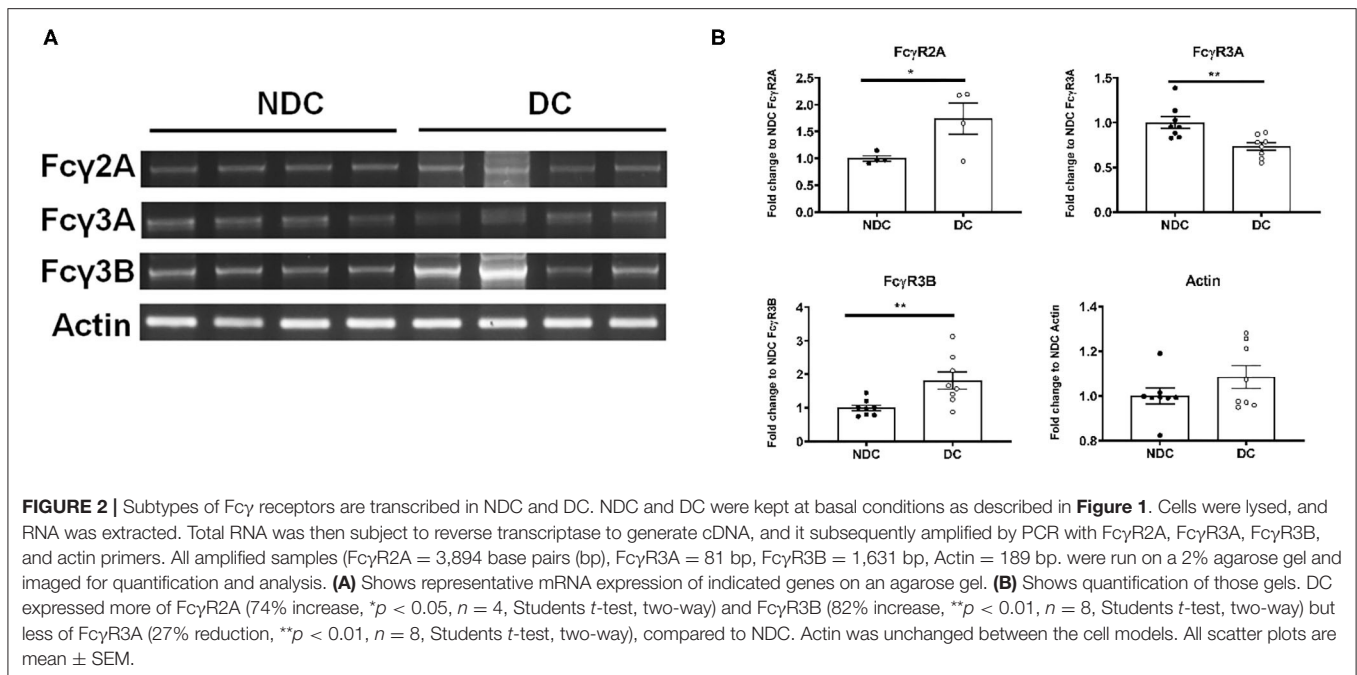 A
NDC DC
Fcγ2A
Fcγ3A
Fcγ3B
Actin
B
FcγR2A
Fold change to NDC FcγR2A
2.5
2.0
1.5
1.0
0.5
0.0
*
NDC DC
FcγR3A
Fold change to NDC FcγR3A
1.5
1.0
0.5
0.0
**
NDC DC
FcγR3B
Fold change to NDC FcγR3B
4
3
2
1
0
**
NDC DC
Actin
Fold change to NDC Actin
1.4
1.2
1.0
0.8
NDC DC
FIGURE 2 | Subtypes of Fcγ receptors are transcribed in NDC and DC. NDC and DC were kept at basal conditions as described in Figure 1. Cells were lysed, and
RNA was extracted. Total RNA was then subject to reverse transcriptase to generate cDNA, and it subsequently amplified by PCR with FcγR2A, FcγR3A, FcγR3B,
and actin primers. All amplified samples (FcγR2A = 3,894 base pairs (bp), FcγR3A = 81 bp, FcγR3B = 1,631 bp, Actin = 189 bp. were run on a 2% agarose gel and
imaged for quantification and analysis. (A) Shows representative mRNA expression of indicated genes on an agarose gel. (B) Shows quantification of those gels. DC
expressed more of FcγR2A (74% increase, *p < 0.05, n = 4, Students t-test, two-way) and FcγR3B (82% increase, **p < 0.01, n = 8, Students t-test, two-way) but
less of FcγR3A (27% reduction, **p < 0.01, n = 8, Students t-test, two-way), compared to NDC. Actin was unchanged between the cell models. All scatter plots are
mean ± SEM.